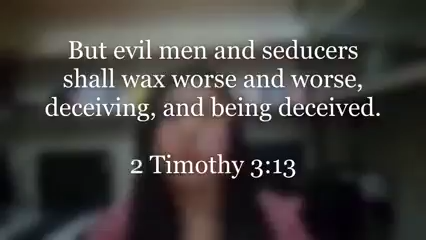 But evil men and seducers
shall wax worse and worse,
deceiving, and being deceived.
2 Timothy 3:13